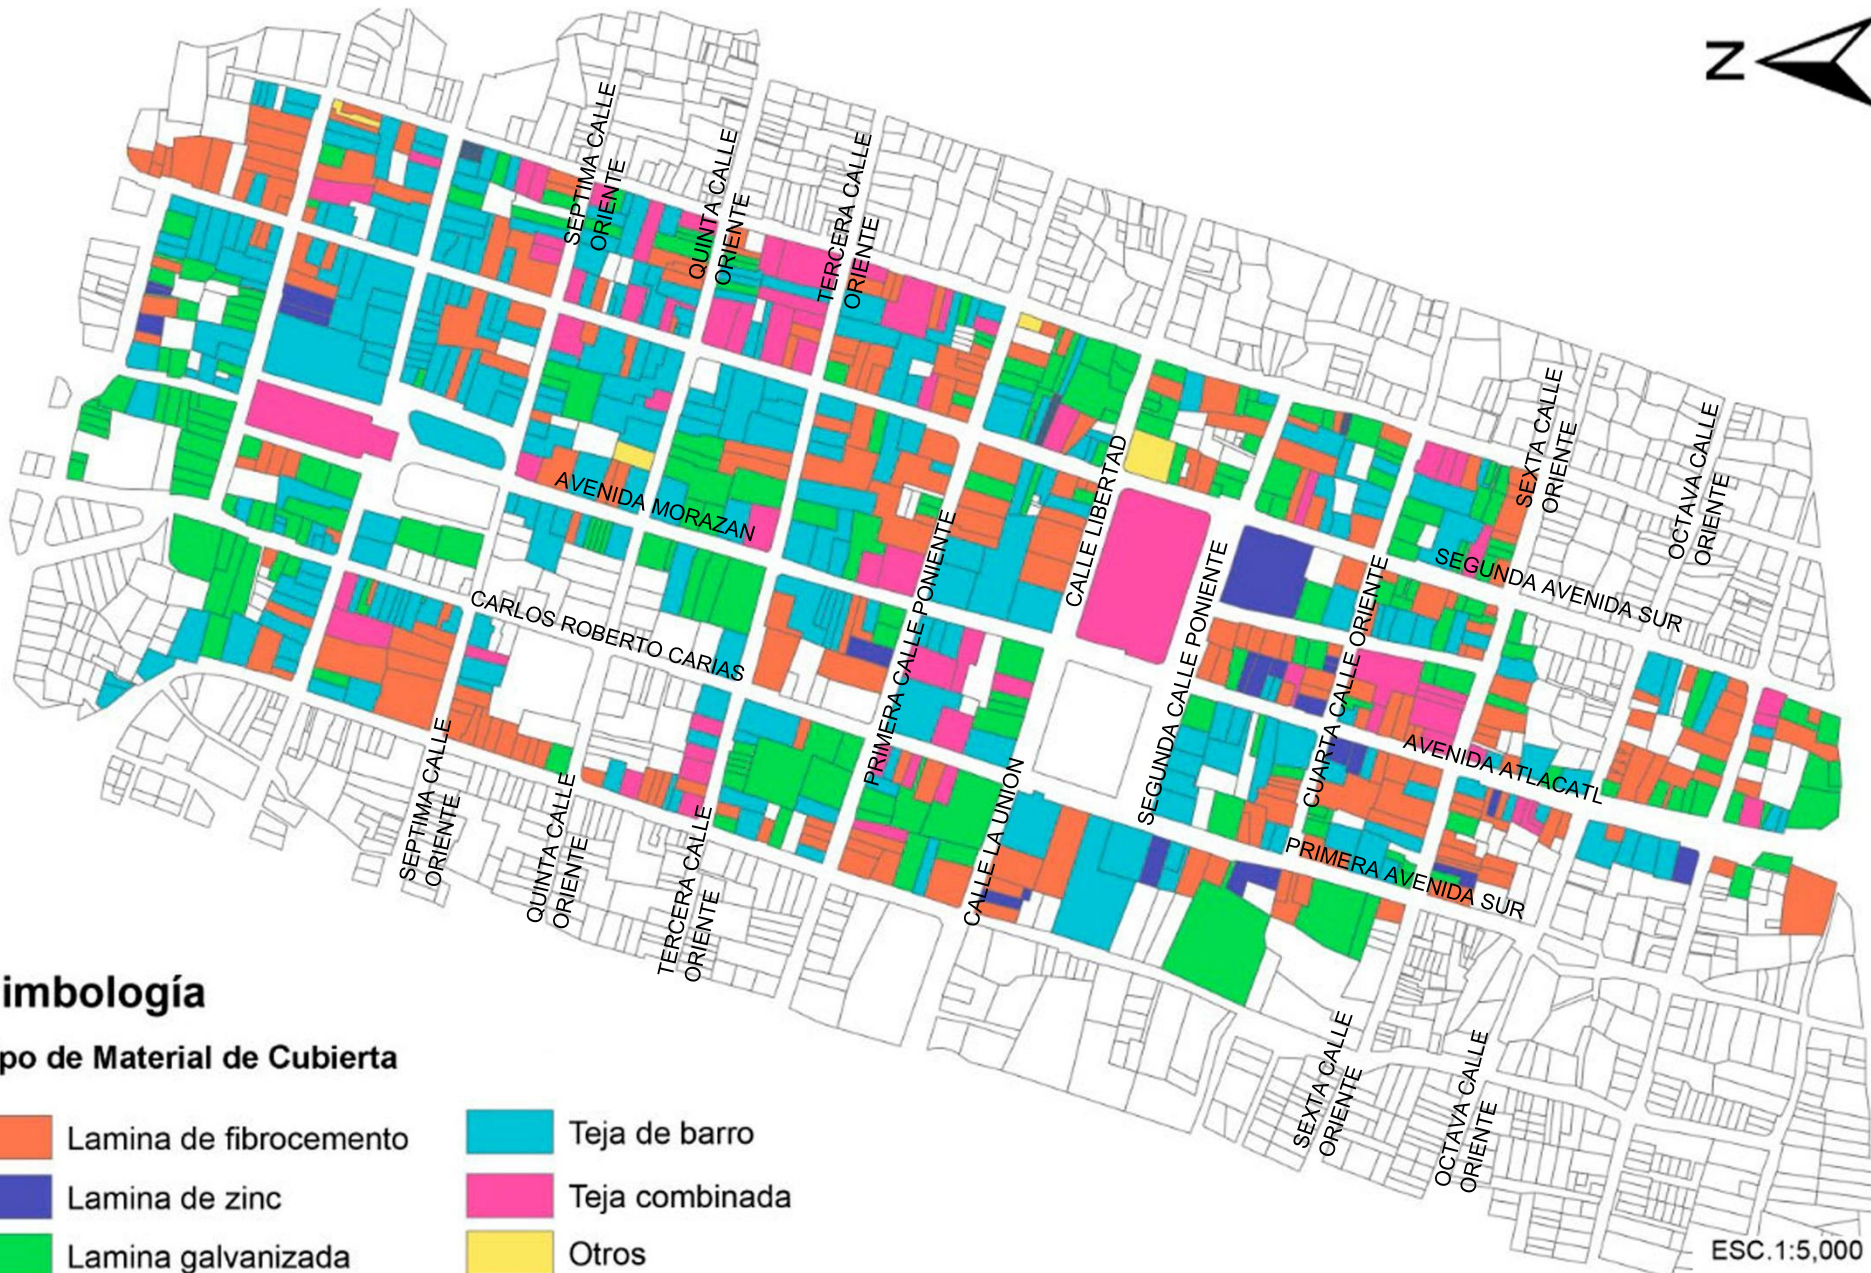 Z
SEPTIMA CALLE
ORIENTE
QUINTA CALLE
ORIENTE
TERCERA CALLE
ORIENTE
SEXTA CALLE
ORIENTE
OCTAVA CALLE
ORIENTE
CALLE LIBERTAD
AVENIDA MORAZAN
PRIMERA CALLE PONIENTE
SEGUNDA CALLE PONIENTE
CUARTA CALLE ORIENTE
SEGUNDA AVENIDA SUR
CARLOS ROBERTO CARIAS
AVENIDA ATLACATL
SEPTIMA CALLE
ORIENTE
QUINTA CALLE
ORIENTE
TERCERA CALLE
ORIENTE
CALLE LA UNION
PRIMERA AVENIDA SUR
SEXTA CALLE
ORIENTE
OCTAVA CALLE
ORIENTE
imbología
po de Material de Cubierta
Lamina de fibrocemento
Lamina de zinc
Lamina galvanizada
Teja de barro
Teja combinada
Otros
ESC.1:5,000